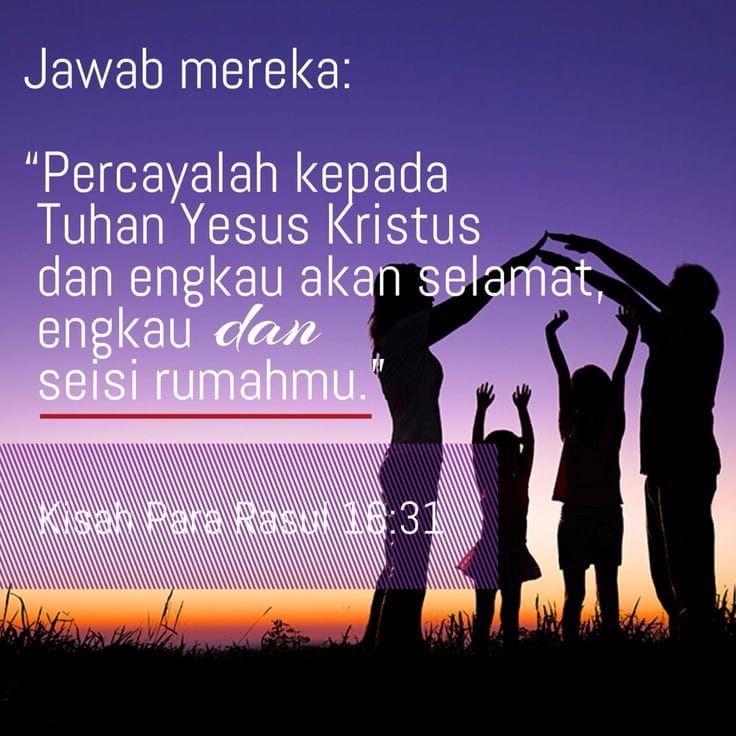 Jawab mereka:
“Percayalah kepada
Tuhan Yesus Kristus
dan engkau akan selamat,
engkau dan
seisi rumahmu."
Kisah Para Rasul 16:31